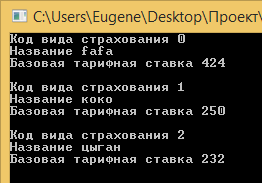 C:\Users\Eugene\Desktop\Проект\
Код вида страхования 0
Название fafa
Базовая тарифная ставка 424
Код вида страхования 1
Название коко
Базовая тарифная ставка 250
Код вида страхования 2
Название цыган
Базовая тарифная ставка 232